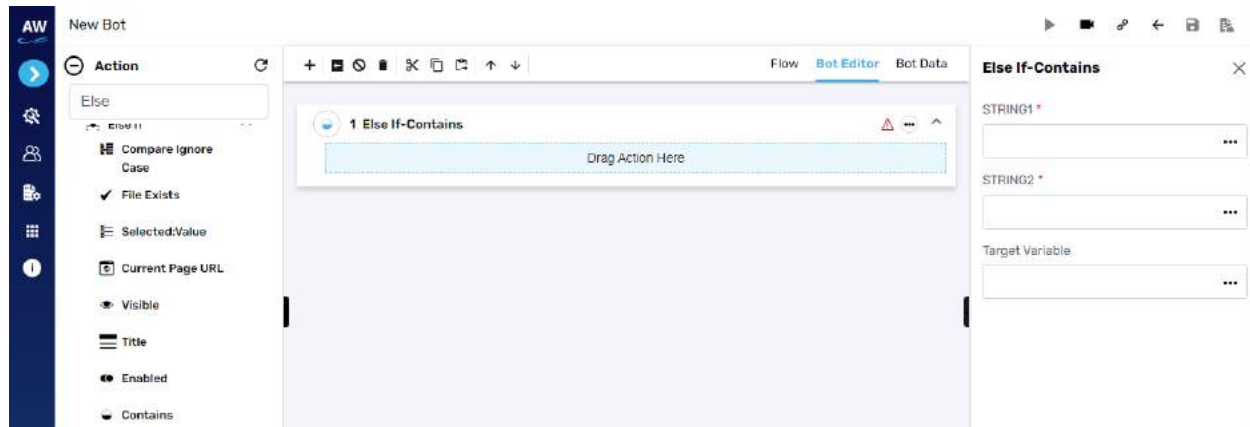 AW
New Bot
Action
Else
Else If
Compare Ignore
Case
File Exists
Selected:Value
Current Page URL
Visible
Title
Enabled
Contains
Flow
Bot Editor
Bot Data
1 Else If-Contains
Drag Action Here
Else If-Contains
STRING1 *
STRING2 *
Target Variable